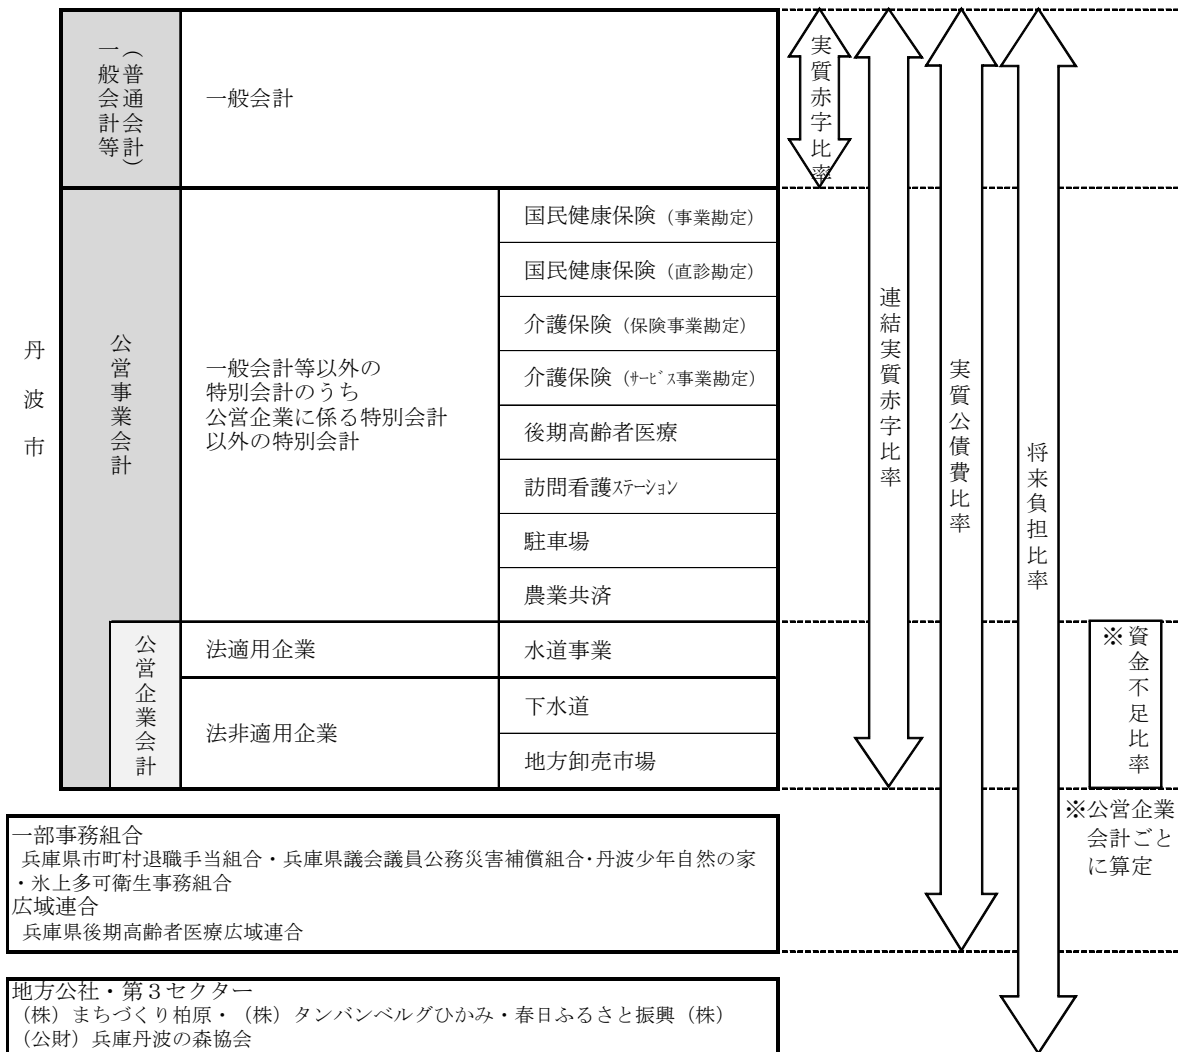 丹波市
一般会計等
(普通会計)
一般会計
公営事業会計
一般会計等以外の
特別会計のうち
公営企業に係る特別会計
以外の特別会計
国民健康保険（事業勘定）
国民健康保険（直診勘定）
介護保険（保険事業勘定）
介護保険（ｻｰﾋﾞｽ事業勘定）
後期高齢者医療
訪問看護ｽﾃｰｼｮﾝ
駐車場
農業共済
公営企業会計
法適用企業
水道事業
法非適用企業
下水道
地方卸売市場
実質赤字比率
連結実質赤字比率
実質公債費比率
将来負担比率
※資金不足比率
※公営企業
会計ごと
に算定
一部事務組合
兵庫県市町村退職手当組合・兵庫県議会議員公務災害補償組合・丹波少年自然の家
・氷上多可衛生事務組合
広域連合
兵庫県後期高齢者医療広域連合
地方公社・第３セクター
（株）まちづくり柏原・（株）タンバンベルグひかみ・春日ふるさと振興（株）
（公財）兵庫丹波の森協会